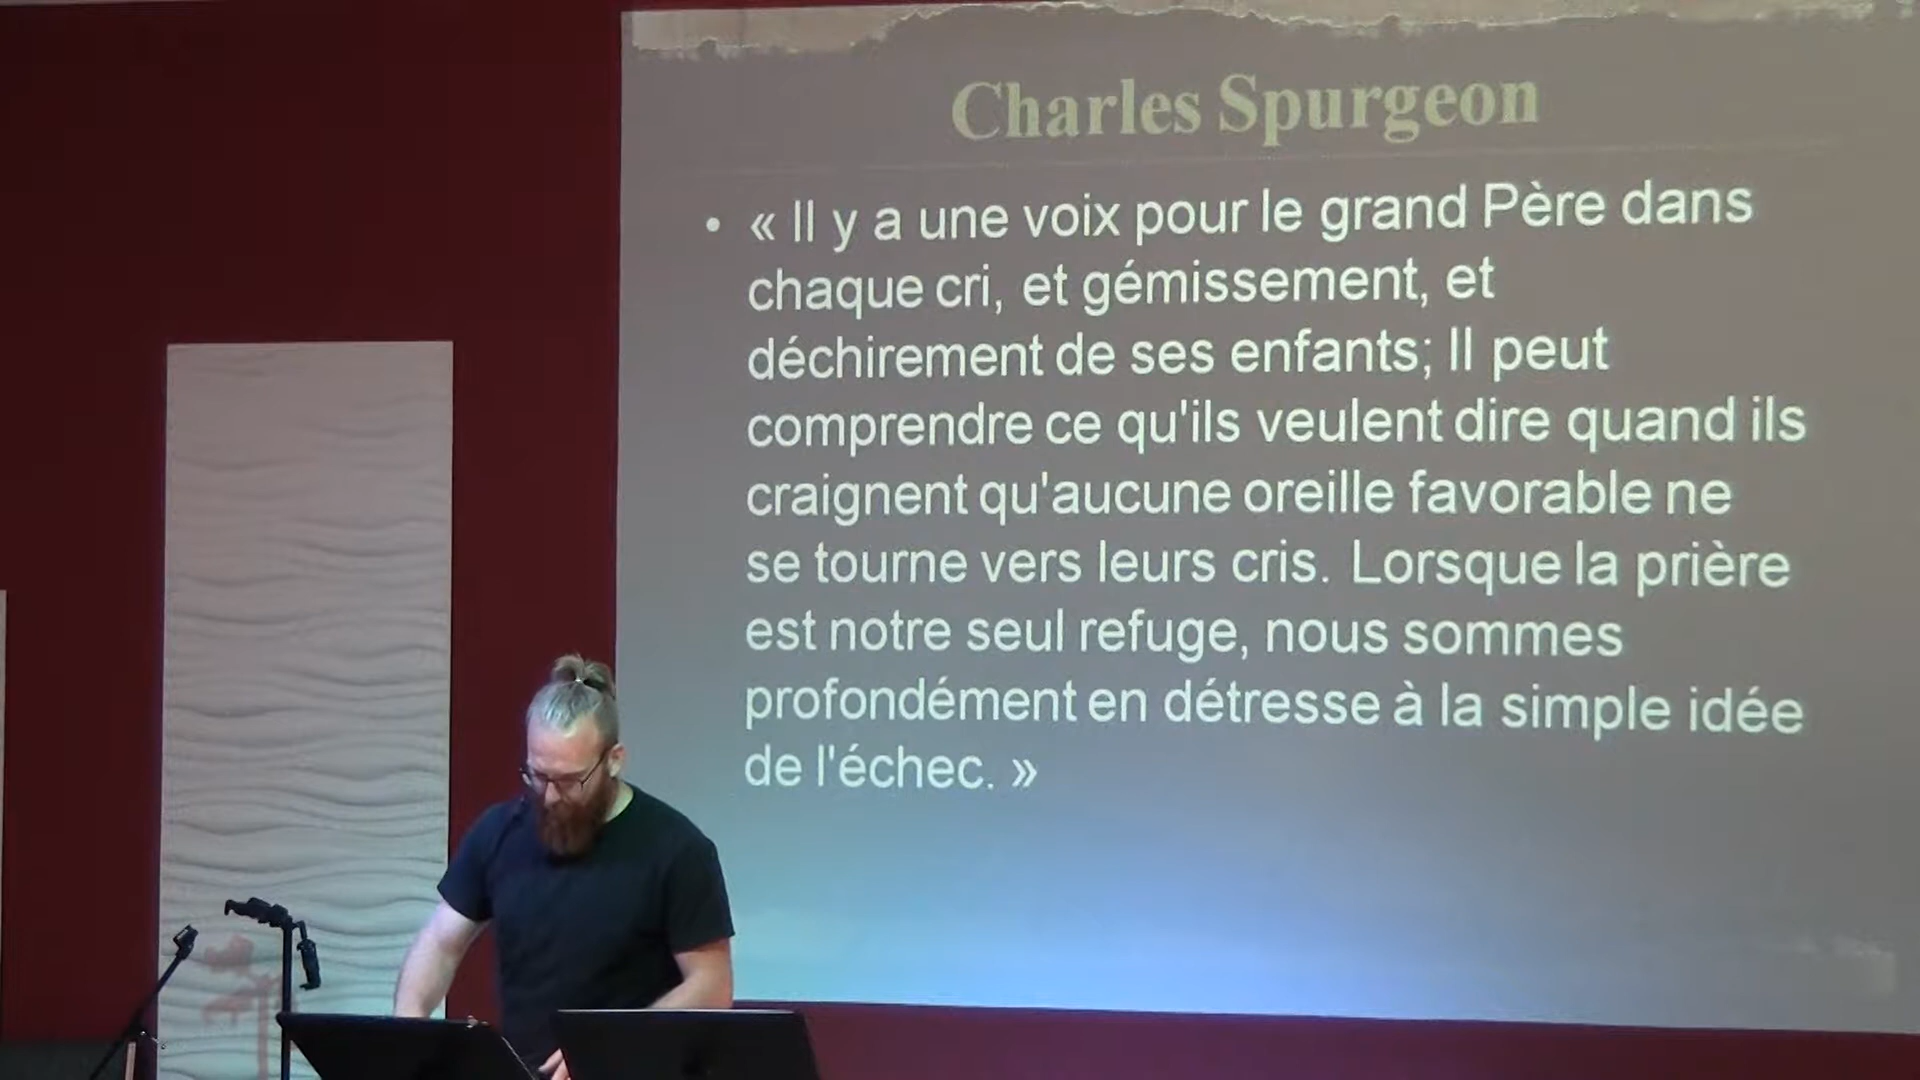 Charles Spurgeon
• « Il y a une voix pour le grand Père dans
chaque cri, et gémissement, et
déchirement de ses enfants; Il peut
comprendre ce qu'ils veulent dire quand ils
craignent qu'aucune oreille favorable ne
se tourne vers leurs cris. Lorsque la prière
est notre seul refuge, nous sommes
profondément en détresse à la simple idée
de l'échec. »